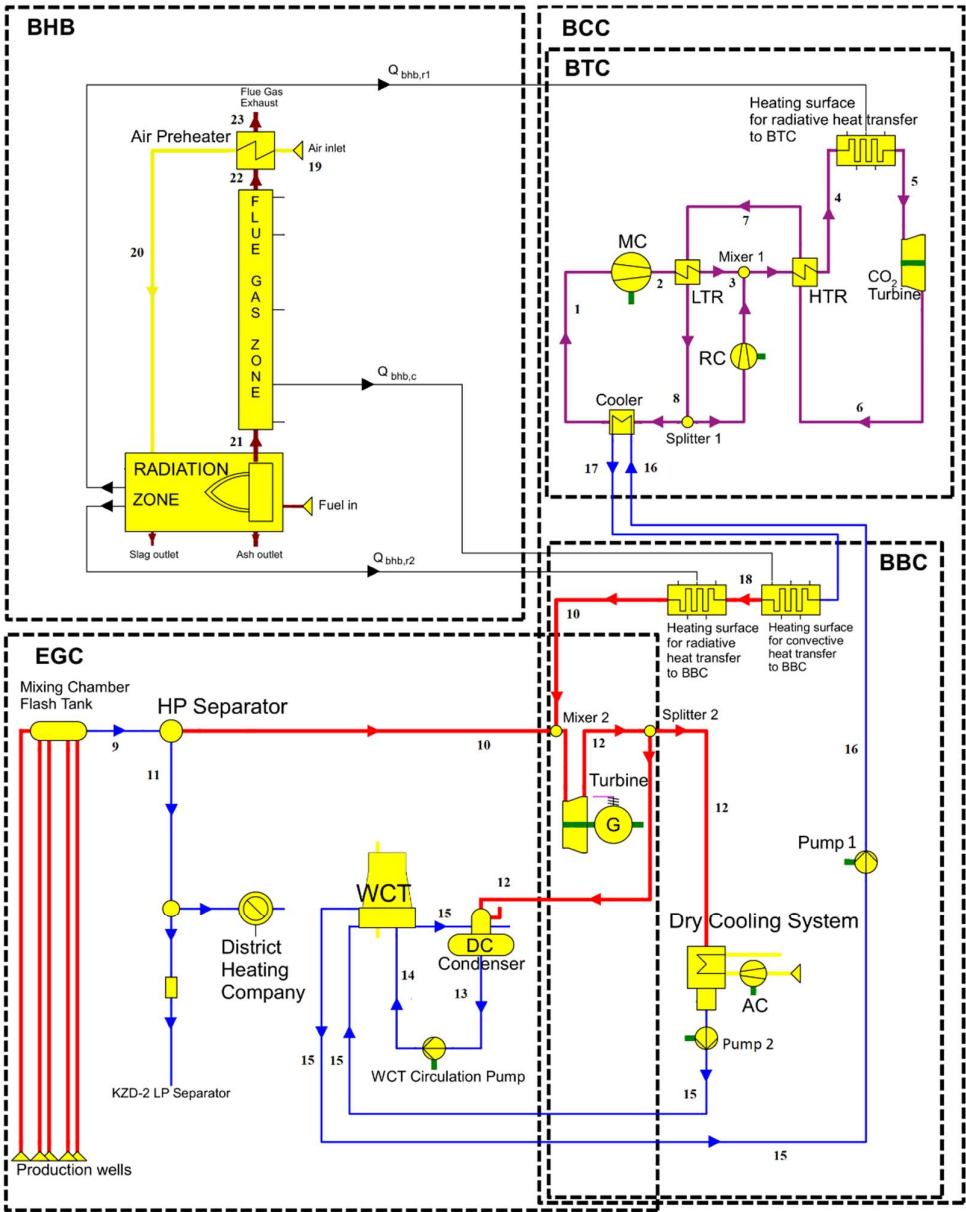 BHB
BCC
BTC
Q bhb,r1
Flue Gas
Exhaust
23
Air Preheater
Air inlet
19
22
20
FLUE GAS ZONE
Q bhb,c
21
RADIATION
ZONE
Fuel in
Slag outlet
Ash outlet
Q bhb,r2
Heating surface
for radiative heat transfer
to BTC
4
5
7
MC
Mixer 1
2
LTR
3
HTR
CO2
Turbine
1
RC
8
6
Cooler
Splitter 1
17
16
BBC
18
10
Heating surface
for radiative
heat transfer
to BBC
Heating surface
for convective
heat transfer
to BBC
EGC
Mixing Chamber
Flash Tank
HP Separator
9
10
11
Mixer 2
12
Splitter 2
Turbine
G
16
12
Pump 1
WCT
12
15
DC
Condenser
Dry Cooling System
District
Heating
Company
14
13
AC
15
15
Pump 2
WCT Circulation Pump
15
KZD-2 LP Separator
15
Production wells